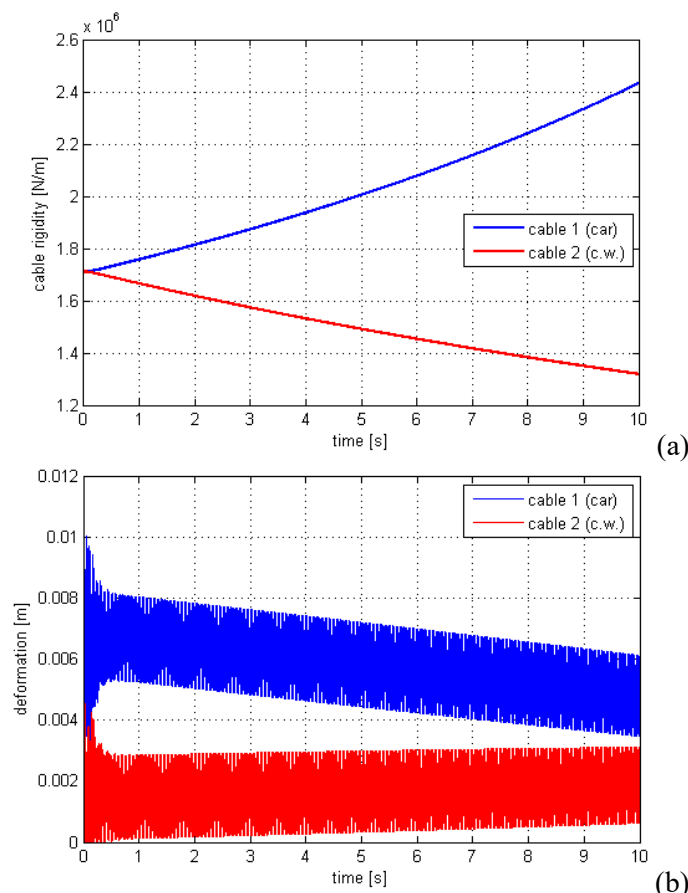 x 10^6
2.6
2.4
2.2
2
1.8
1.6
1.4
1.2
cable rigidity [N/m]
cable 1 (car)
cable 2 (c.w.)
0 1 2 3 4 5 6 7 8 9 10
time [s]
(a)
0.012
0.01
0.008
0.006
0.004
0.002
0
deformation [m]
cable 1 (car)
cable 2 (c.w.)
0 1 2 3 4 5 6 7 8 9 10
time [s]
(b)